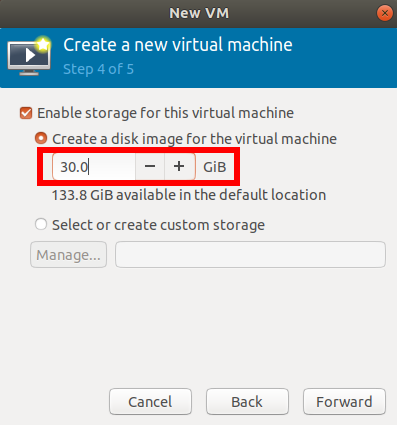 New VM
Create a new virtual machine
Step 4 of 5
Enable storage for this virtual machine
Create a disk image for the virtual machine
30.0 − + GiB
133.8 GiB available in the default location
Select or create custom storage
Manage...
Cancel Back Forward